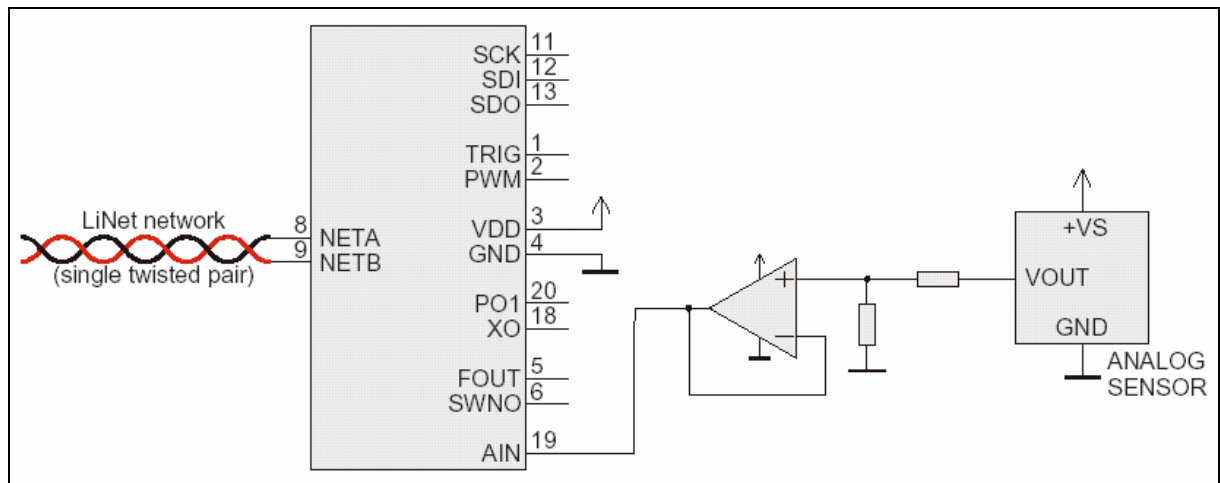 LiNet network
(single twisted pair)
8 NETA
9 NETB
SCK 11
SDI 12
SDO 13
TRIG 1
PWM 2
VDD 3
GND 4
PO1 20
XO 18
FOUT 5
SWNO 6
AIN 19
+
−
+VS
VOUT
GND
ANALOG
SENSOR